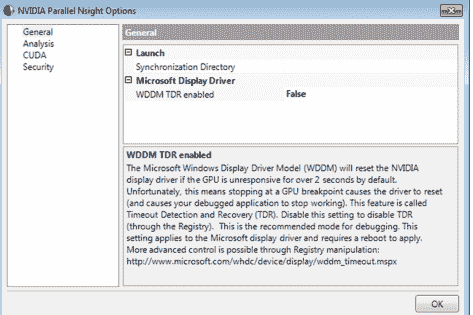 NVIDIA Parallel Nsight Options
General
Analysis
CUDA
Security
General
Launch
Synchronization Directory
Microsoft Display Driver
WDDM TDR enabled False
WDDM TDR enabled
The Microsoft Windows Display Driver Model (WDDM) will reset the NVIDIA
display driver if the GPU is unresponsive for over 2 seconds by default.
Unfortunately, this means stopping at a GPU breakpoint causes the driver to reset
(and causes your debugged application to stop working). This feature is called
Timeout Detection and Recovery (TDR). Disable this setting to disable TDR
(through the Registry). This is the recommended mode for debugging. This
setting applies to the Microsoft display driver and requires a reboot to apply.
More advanced control is possible through Registry manipulation:
http://www.microsoft.com/whdc/device/display/wddm_timeout.mspx
OK